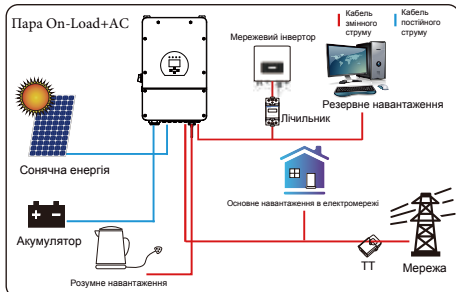 Пара On-Load+AC
Кабель
змінного
струму
Кабель
постійного
струму
Мережевий інвертор
Лічильник
Резервне навантаження
Сонячна енергія
Основне навантаження в електромережі
Акумулятор
Розумне навантаження
ТТ
Мережа